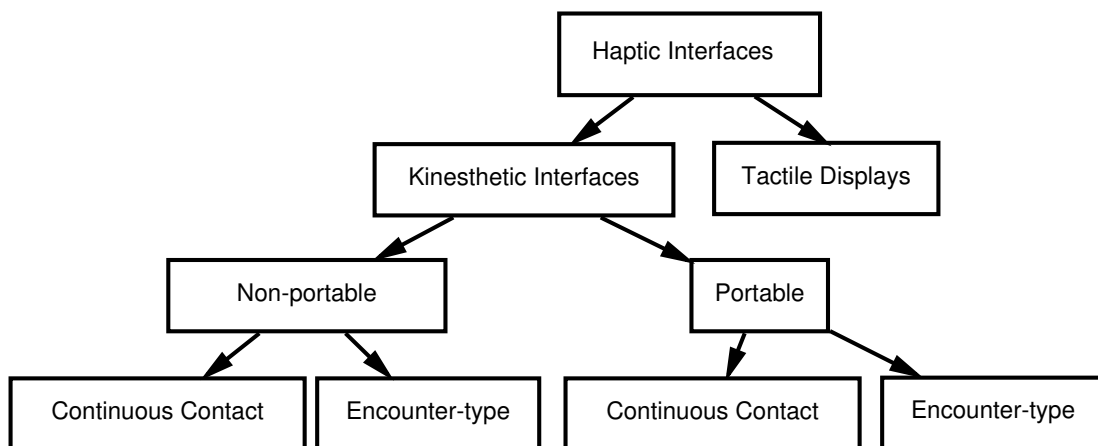 Haptic Interfaces
Kinesthetic Interfaces
Tactile Displays
Non-portable
Portable
Continuous Contact
Encounter-type
Continuous Contact
Encounter-type